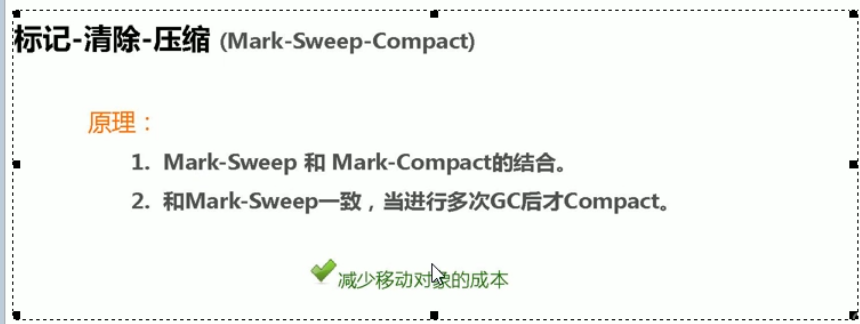 标记-清除-压缩 (Mark-Sweep-Compact)
原理：
1. Mark-Sweep 和 Mark-Compact的结合。
2. 和Mark-Sweep一致，当进行多次GC后才Compact。
减少移动对象的成本